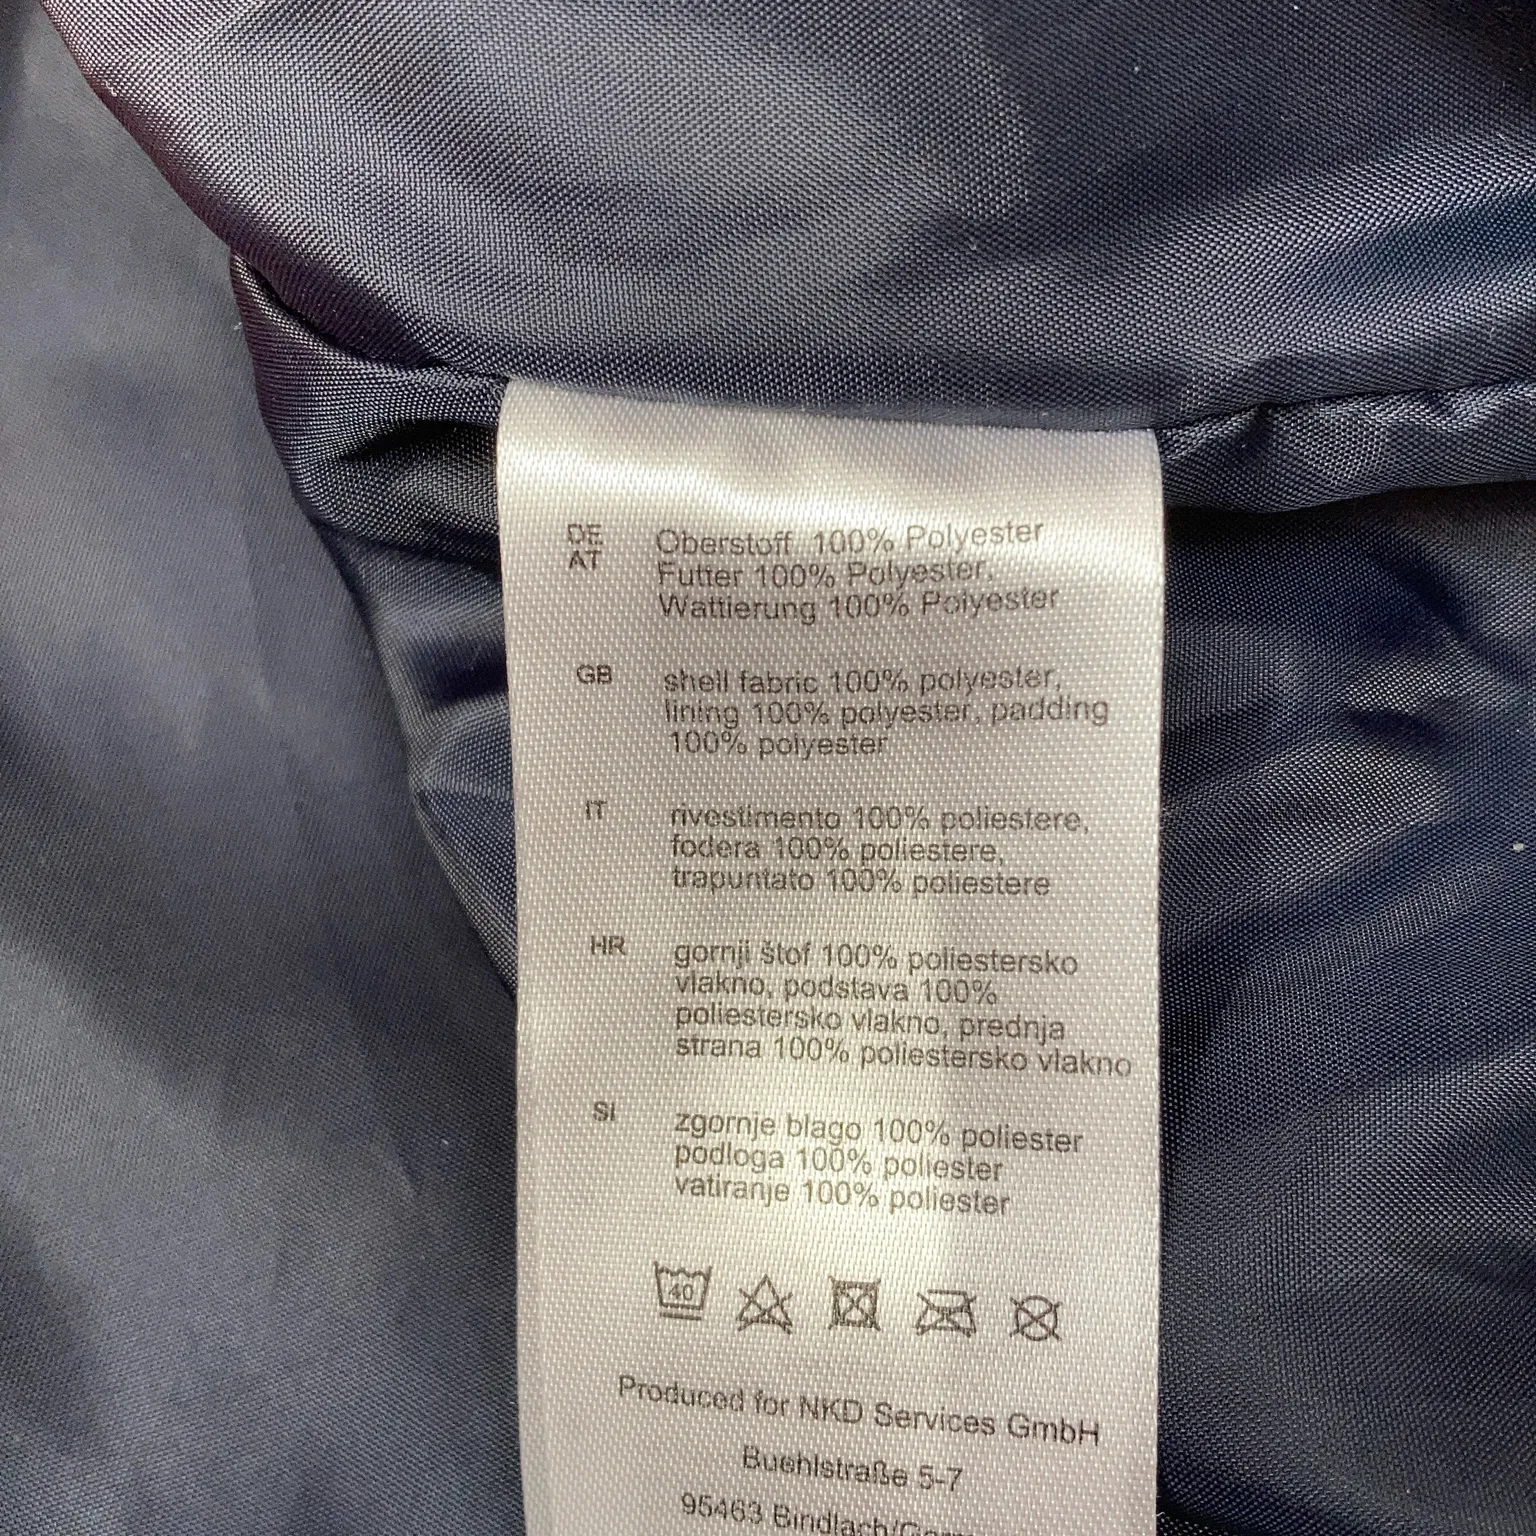 DE
AT
Oberstoff 100% Polyester
Futter 100% Polyester,
Wattierung 100% Polyester
GB
shell fabric 100% polyester,
lining 100% polyester, padding
100% polyester
IT
rivestimento 100% poliestere,
fodera 100% poliestere,
trapuntato 100% poliestere
HR
gornji štof 100% poliestersko
vlakno, podstava 100%
poliestersko vlakno, prednja
strana 100% poliestersko vlakno
SI
zgornje blago 100% poliester
podloga 100% poliester
vatiranje 100% poliester
40
Produced for NKD Services GmbH
Buehlstraße 5-7
95463 Bindlach/